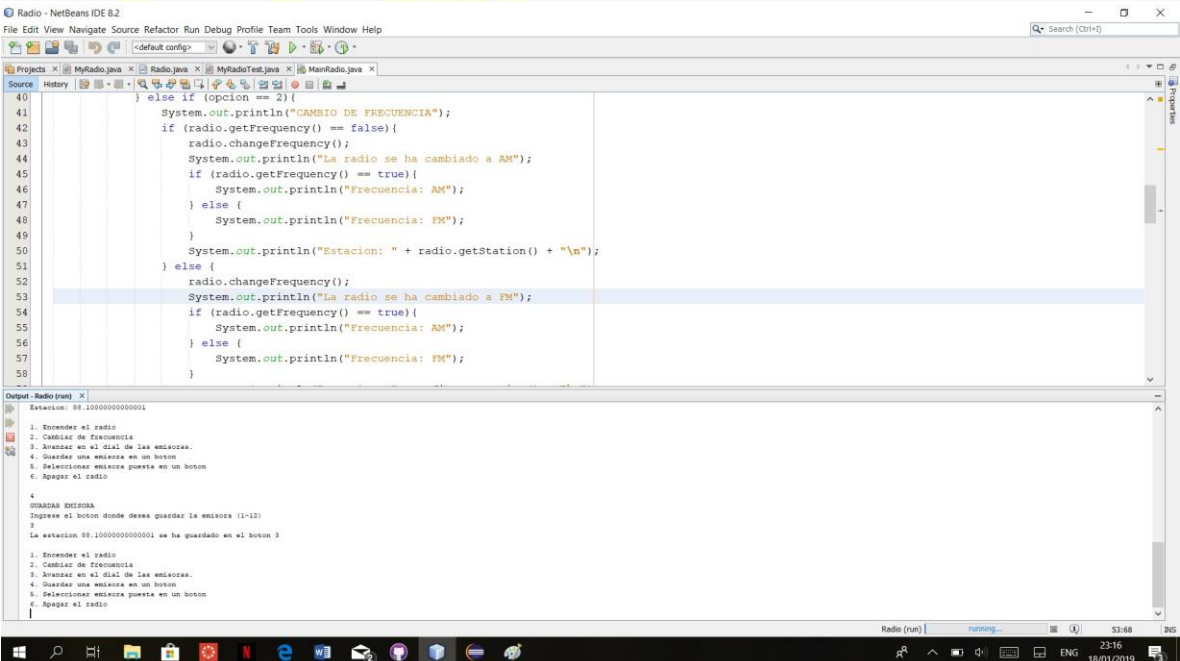 Radio - NetBeans IDE 8.2
File Edit View Navigate Source Refactor Run Debug Profile Team Tools Window Help
Search (Ctrl+I)
<default config>
Projects MyRadio.java Radio.java MyRadioTest.java MainRadio.java
Source History
Properties
40 } else if (opcion == 2){
41 System.out.println("CAMBIO DE FRECUENCIA");
42 if (radio.getFrequency() == false){
43 radio.changeFrequency();
44 System.out.println("La radio se ha cambiado a AM");
45 if (radio.getFrequency() == true){
46 System.out.println("Frecuencia: AM");
47 } else {
48 System.out.println("Frecuencia: FM");
49 }
50 System.out.println("Estacion: " + radio.getStation() + "\n");
51 } else {
52 radio.changeFrequency();
53 System.out.println("La radio se ha cambiado a FM");
54 if (radio.getFrequency() == true){
55 System.out.println("Frecuencia: AM");
56 } else {
57 System.out.println("Frecuencia: FM");
58 }
Output - Radio (run)
Estacion: 88.10000000000001
1. Encender el radio
2. Cambiar de frecuencia
3. Avanzar en el dial de las emisoras.
4. Guardar una emisora en un boton
5. Seleccionar emisora puesta en un boton
6. Apagar el radio
4
GUARDAR EMISORA
Ingrese el boton donde desea guardar la emisora (1-12)
3
La estacion 88.10000000000001 se ha guardado en el boton 3
1. Encender el radio
2. Cambiar de frecuencia
3. Avanzar en el dial de las emisoras.
4. Guardar una emisora en un boton
5. Seleccionar emisora puesta en un boton
6. Apagar el radio
Radio (run) running... 53:68 INS
ENG 23:16
18/01/2019